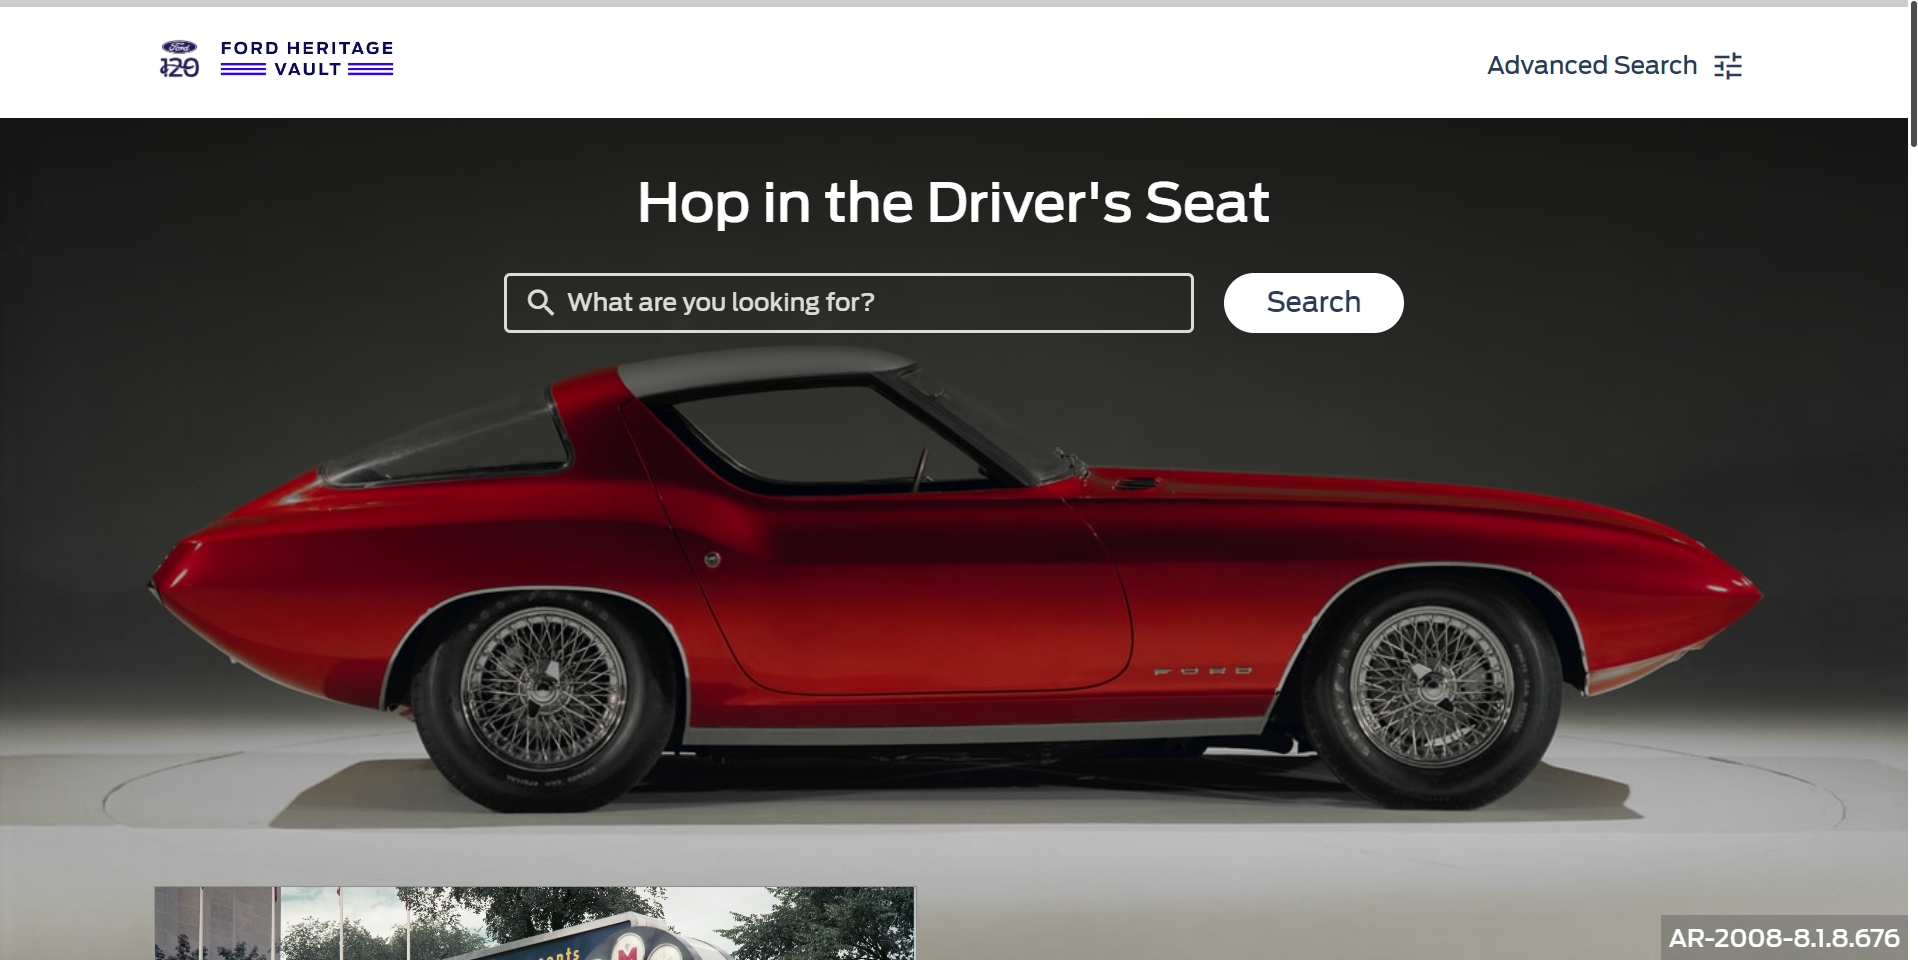 Ford
120
FORD HERITAGE
VAULT
Advanced Search
Hop in the Driver's Seat
What are you looking for?
Search
FORD
M
AR-2008-8.1.8.676